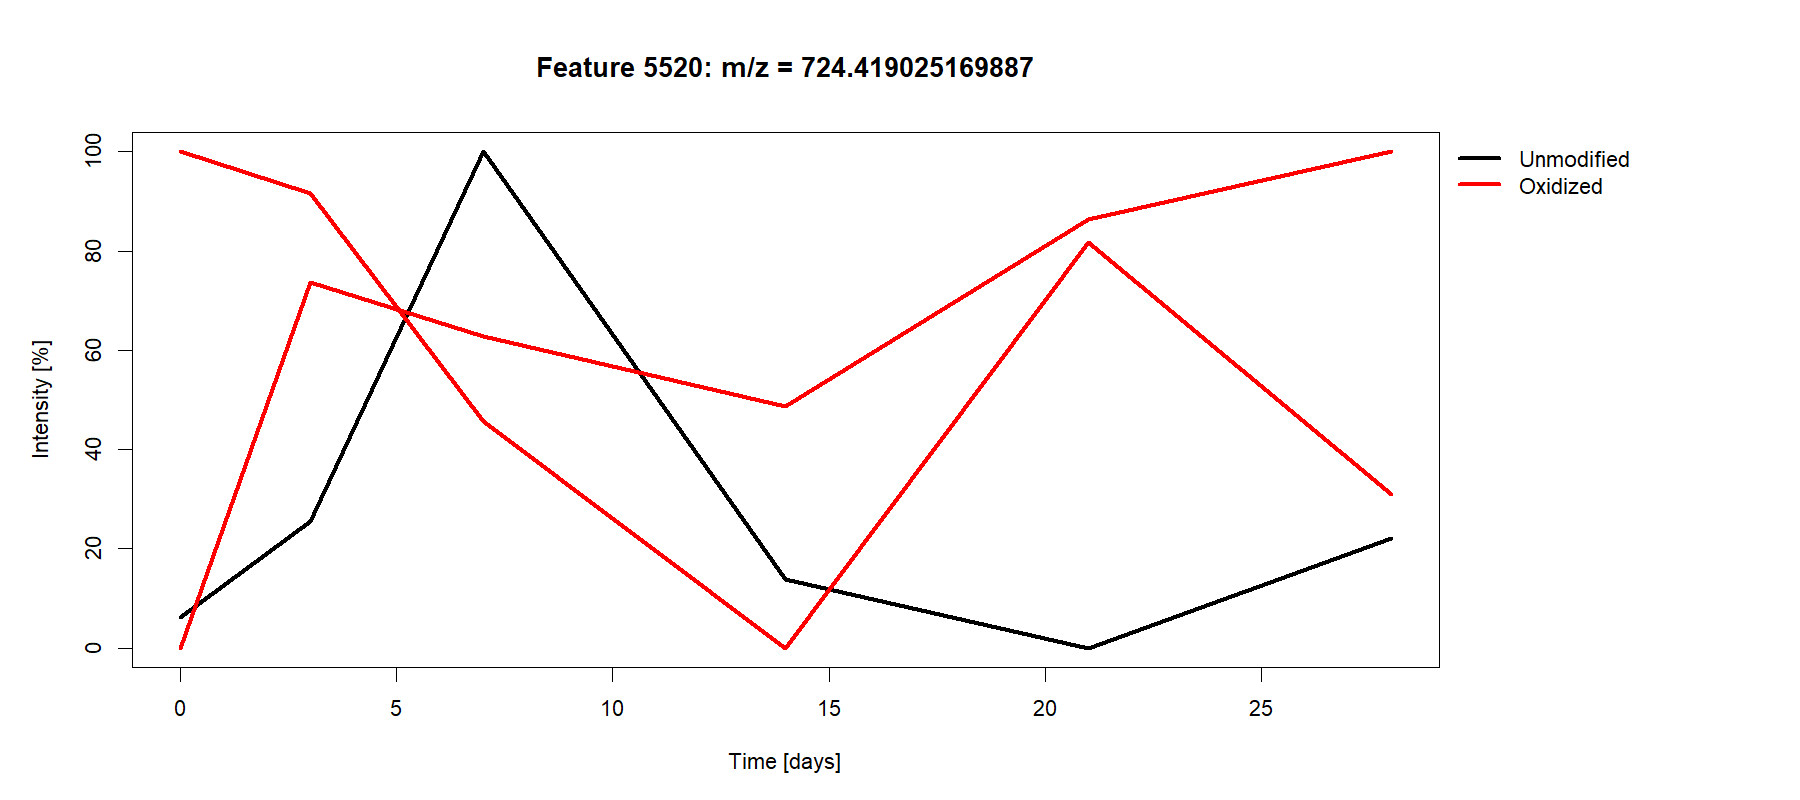 Feature 5520: m/z = 724.419025169887
Unmodified
Oxidized
Intensity [%]
100
80
60
40
20
0
0 5 10 15 20 25
Time [days]